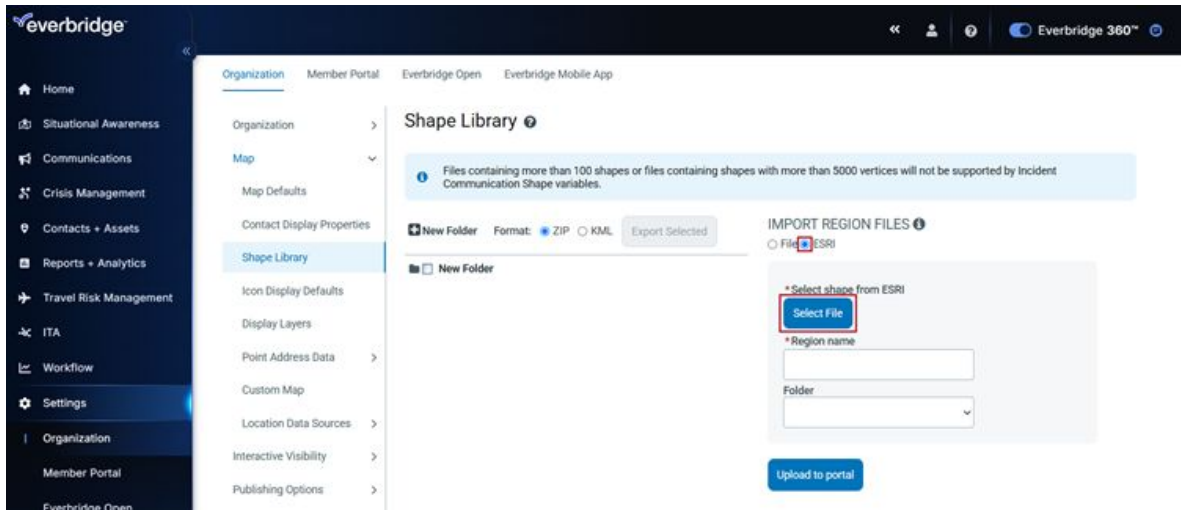 everbridge
«
Everbridge 360™
Home
Situational Awareness
Communications
Crisis Management
Contacts + Assets
Reports + Analytics
Travel Risk Management
ITA
Workflow
Settings
Organization
Member Portal
Everbridge Open
Organization Member Portal Everbridge Open Everbridge Mobile App
Organization
Map
Map Defaults
Contact Display Properties
Shape Library
Icon Display Defaults
Display Layers
Point Address Data
Custom Map
Location Data Sources
Interactive Visibility
Publishing Options
Shape Library
Files containing more than 100 shapes or files containing shapes with more than 5000 vertices will not be supported by Incident
Communication Shape variables.
New Folder Format: ZIP KML Export Selected
New Folder
IMPORT REGION FILES
File ESRI
*Select shape from ESRI
Select File
*Region name
Folder
Upload to portal